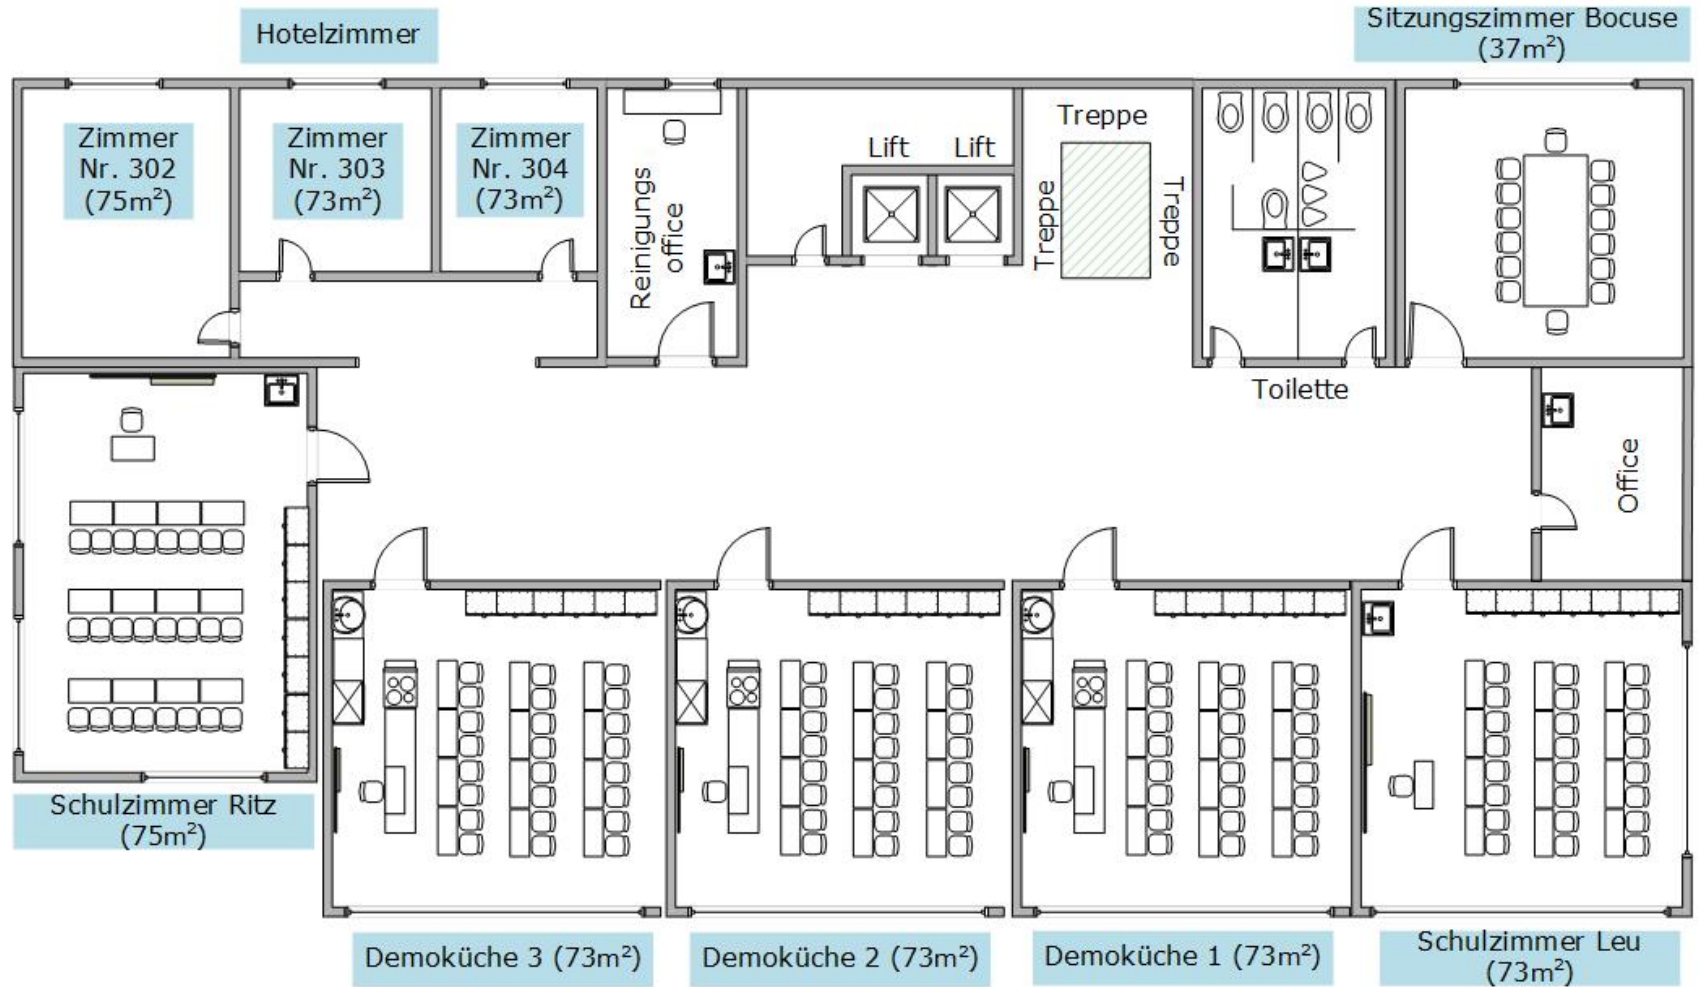 Hotelzimmer
Sitzungszimmer Bocuse
(37m²)
Zimmer
Nr. 302
(75m²)
Zimmer
Nr. 303
(73m²)
Zimmer
Nr. 304
(73m²)
Reinigungs
office
Lift
Lift
Treppe
Treppe
Treppe
Toilette
Office
Schulzimmer Ritz
(75m²)
Demoküche 3 (73m²)
Demoküche 2 (73m²)
Demoküche 1 (73m²)
Schulzimmer Leu
(73m²)